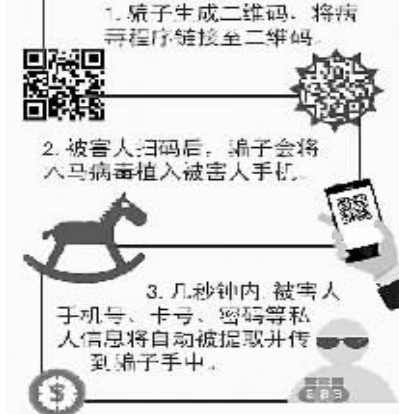 1. 骗子生成二维码，将病
毒程序链接至二维码。
2. 被害人扫码后，骗子会将
木马病毒植入被害人手机。
3. 几秒钟内，被害人
手机号、卡号、密码等私
人信息将自动被提取并传
到骗子手中。
$